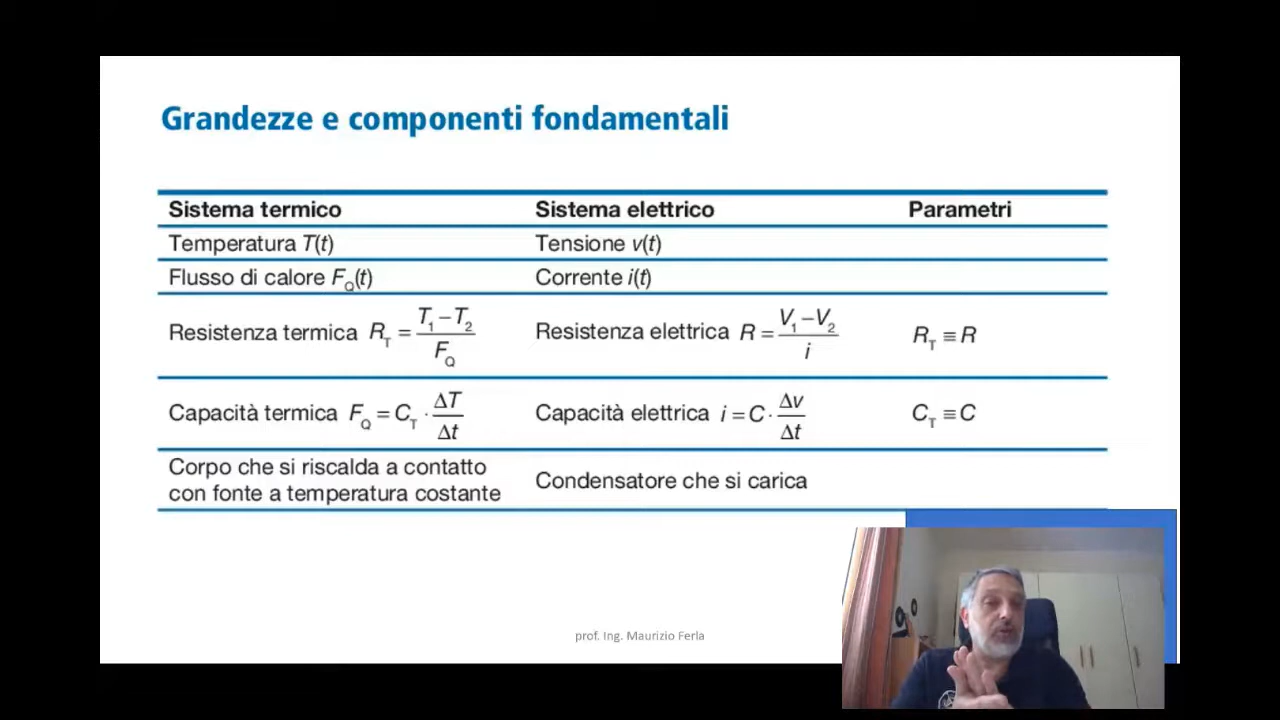 Grandezze e componenti fondamentali
Sistema termico Sistema elettrico Parametri
Temperatura T(t) Tensione v(t)
Flusso di calore F_Q(t) Corrente i(t)
Resistenza termica R_T = (T_1 – T_2) / F_Q Resistenza elettrica R = (V_1 – V_2) / i R_T ≡ R
Capacità termica F_Q = C_T · ΔT / Δt Capacità elettrica i = C · Δv / Δt C_T ≡ C
Corpo che si riscalda a contatto
con fonte a temperatura costante Condensatore che si carica
prof. Ing. Maurizio Ferla